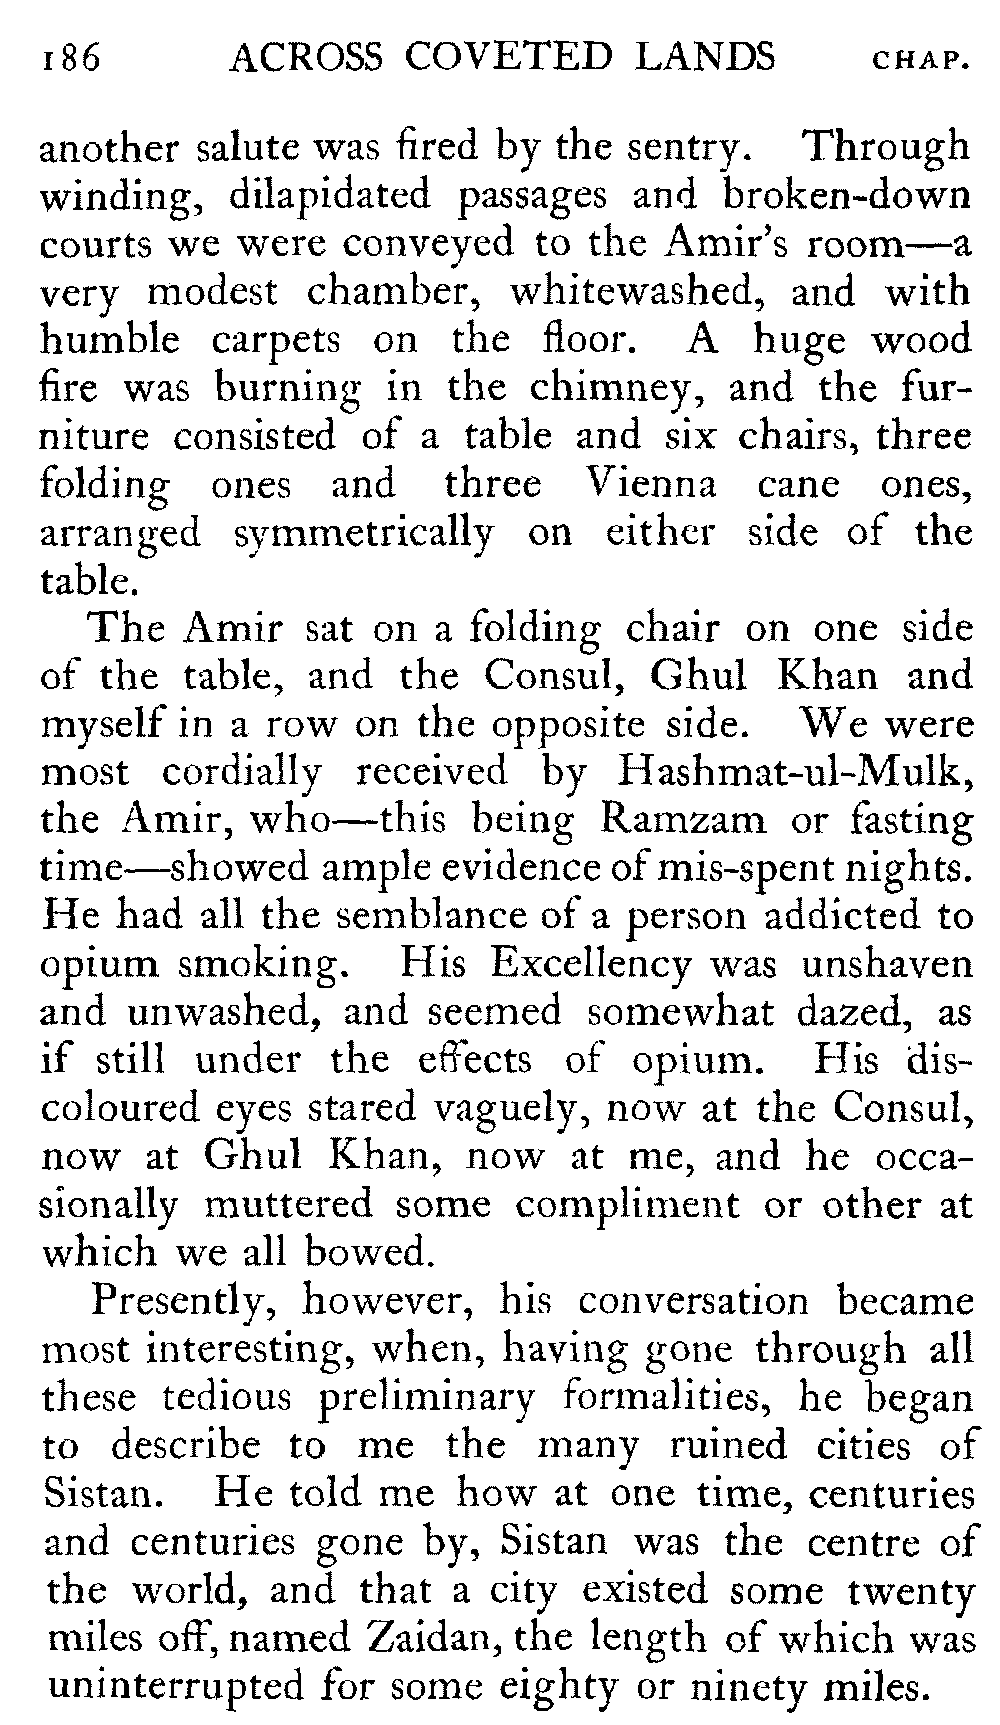 186 ACROSS COVETED LANDS CHAP.
another salute was fired by the sentry. Through
winding, dilapidated passages and broken-down
courts we were conveyed to the Amir's room—a
very modest chamber, whitewashed, and with
humble carpets on the floor. A huge wood
fire was burning in the chimney, and the fur-
niture consisted of a table and six chairs, three
folding ones and three Vienna cane ones,
arranged symmetrically on either side of the
table.
The Amir sat on a folding chair on one side
of the table, and the Consul, Ghul Khan and
myself in a row on the opposite side. We were
most cordially received by Hashmat-ul-Mulk,
the Amir, who—this being Ramzam or fasting
time—showed ample evidence of mis-spent nights.
He had all the semblance of a person addicted to
opium smoking. His Excellency was unshaven
and unwashed, and seemed somewhat dazed, as
if still under the effects of opium. His dis-
coloured eyes stared vaguely, now at the Consul,
now at Ghul Khan, now at me, and he occa-
sionally muttered some compliment or other at
which we all bowed.
Presently, however, his conversation became
most interesting, when, having gone through all
these tedious preliminary formalities, he began
to describe to me the many ruined cities of
Sistan. He told me how at one time, centuries
and centuries gone by, Sistan was the centre of
the world, and that a city existed some twenty
miles off, named Zaidan, the length of which was
uninterrupted for some eighty or ninety miles.